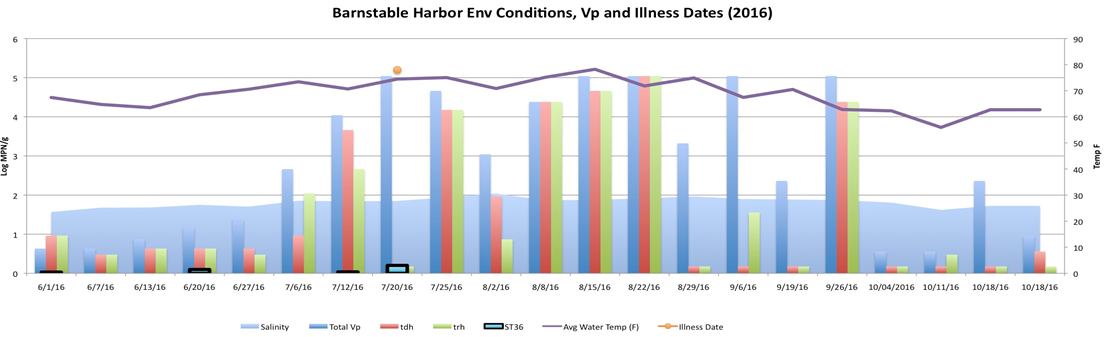 Barnstable Harbor Env Conditions, Vp and Illness Dates (2016)
6 90
5 80
4 70
3 60
2 50
1 40
0 30
20
10
0
Log MPN/g
Temp F
6/1/16 6/7/16 6/13/16 6/20/16 6/27/16 7/6/16 7/12/16 7/20/16 7/25/16 8/2/16 8/8/16 8/15/16 8/22/16 8/29/16 9/6/16 9/19/16 9/26/16 10/04/2016 10/11/16 10/18/16 10/18/16
Salinity Total Vp tdh trh ST36 Avg Water Temp (F) Illness Date